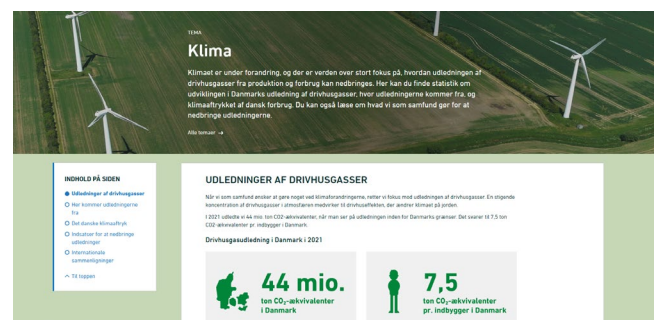 TEMA
Klima
Klimaet er under forandring, og der er verden over stort fokus på, hvordan udledningen af
drivhusgasser fra produktion og forbrug kan nedbringes. Her kan du finde statistik om
udviklingen i Danmarks udledning af drivhusgasser, hvor udledningerne kommer fra, og
klimaaftrykket af dansk forbrug. Du kan også læse om hvad vi som samfund gør for at
nedbringe udledningerne.
Alle temaer →
INDHOLD PÅ SIDEN
Udledninger af drivhusgasser
Her kommer udledningerne
fra
Det danske klimaaftryk
Indsatser for at nedbringe
udledninger
Internationale
sammenligninger
Til toppen
UDLEDNINGER AF DRIVHUSGASSER
Når vi som samfund ønsker at gøre noget ved klimaforandringerne, retter vi fokus mod udledningen af drivhusgasser. En stigende
koncentration af drivhusgasser i atmosfæren medvirker til drivhuseffekten, der ændrer klimaet på jorden.
I 2021 udledte vi 44 mio. ton CO2-ækvivalenter, når man ser på udledningen inden for Danmarks grænser. Det svarer til 7,5 ton
CO2-ækvivalenter pr. indbygger i Danmark.
Drivhusgasudledning i Danmark i 2021
44 mio.
ton CO₂-ækvivalenter
i Danmark
7,5
ton CO₂-ækvivalenter
pr. indbygger i Danmark